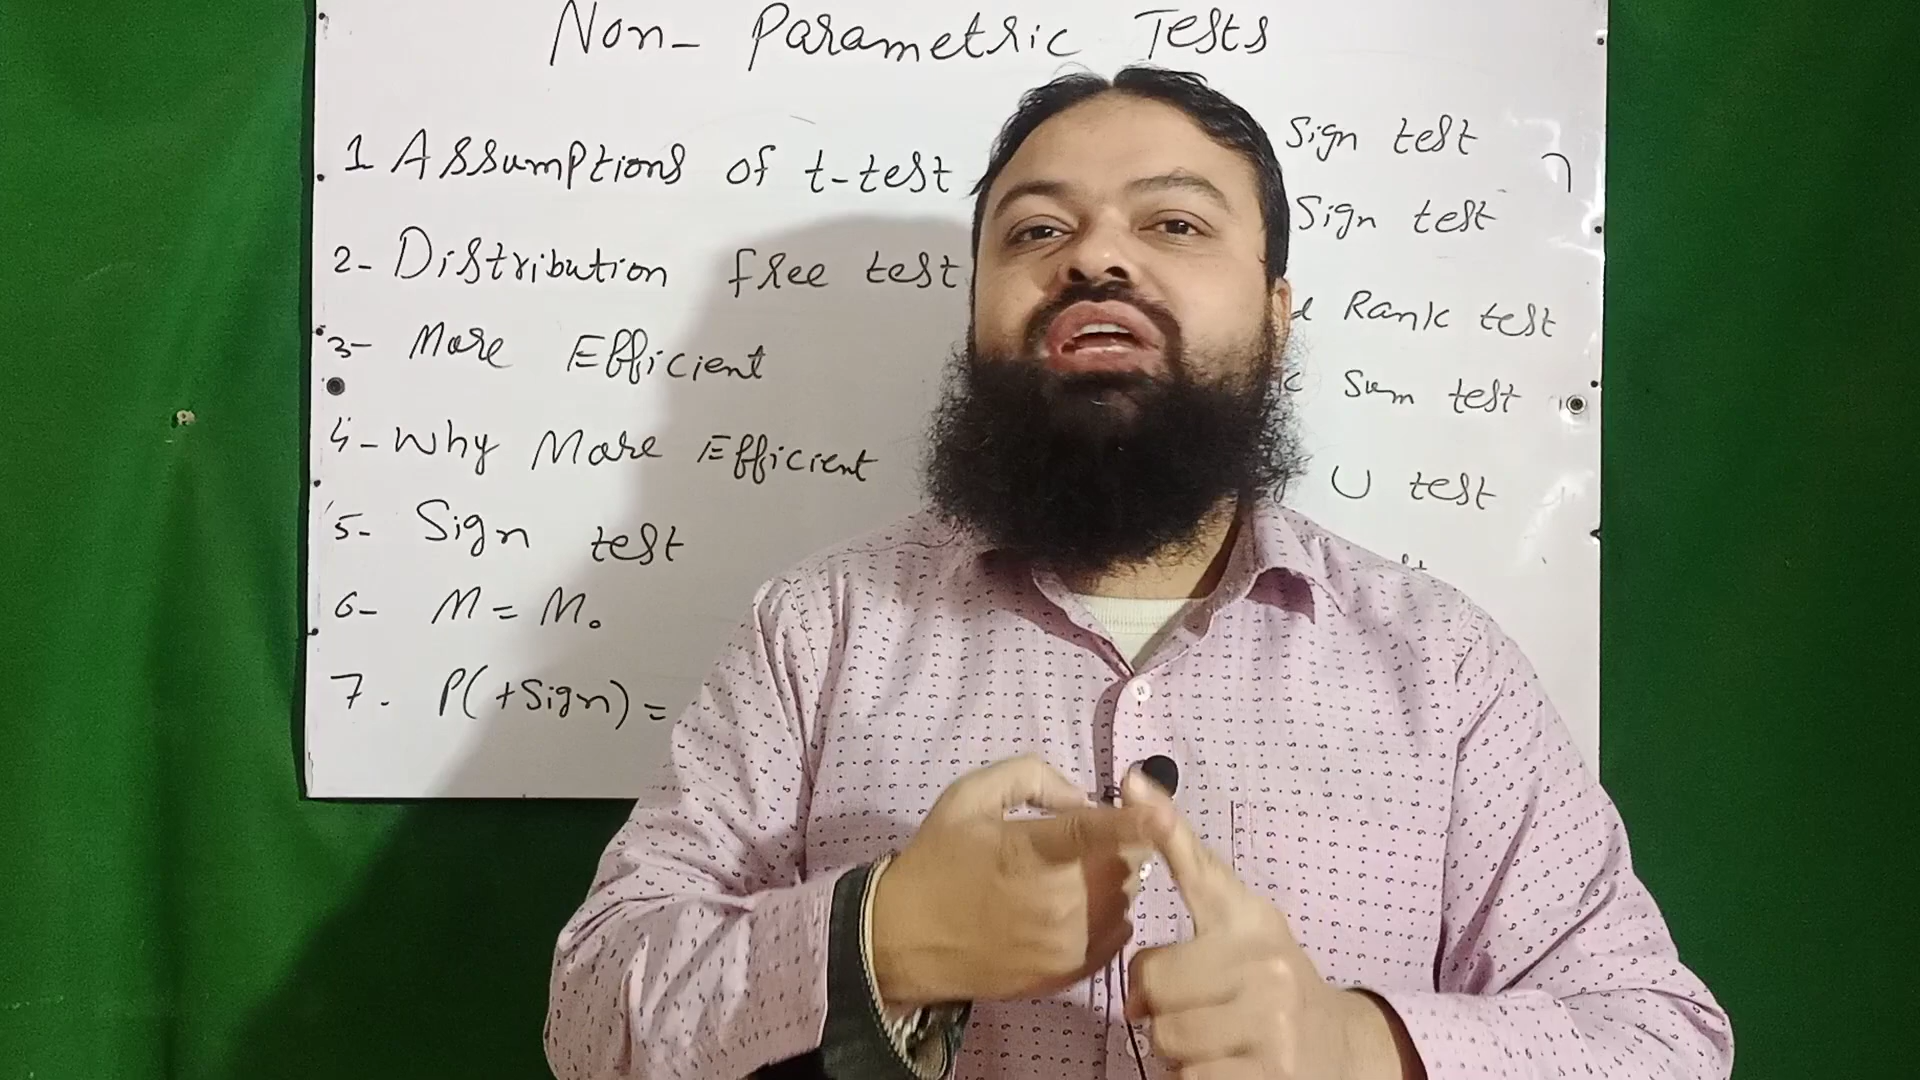 Non- Parametric Tests
1 Assumptions of t-test
2- Distribution free test
3- More Efficient
4- Why More Efficient
5- Sign test
6- M = M₀
7. P(+Sign) =
Sign test
Sign test
Rank test
Sum test
U test